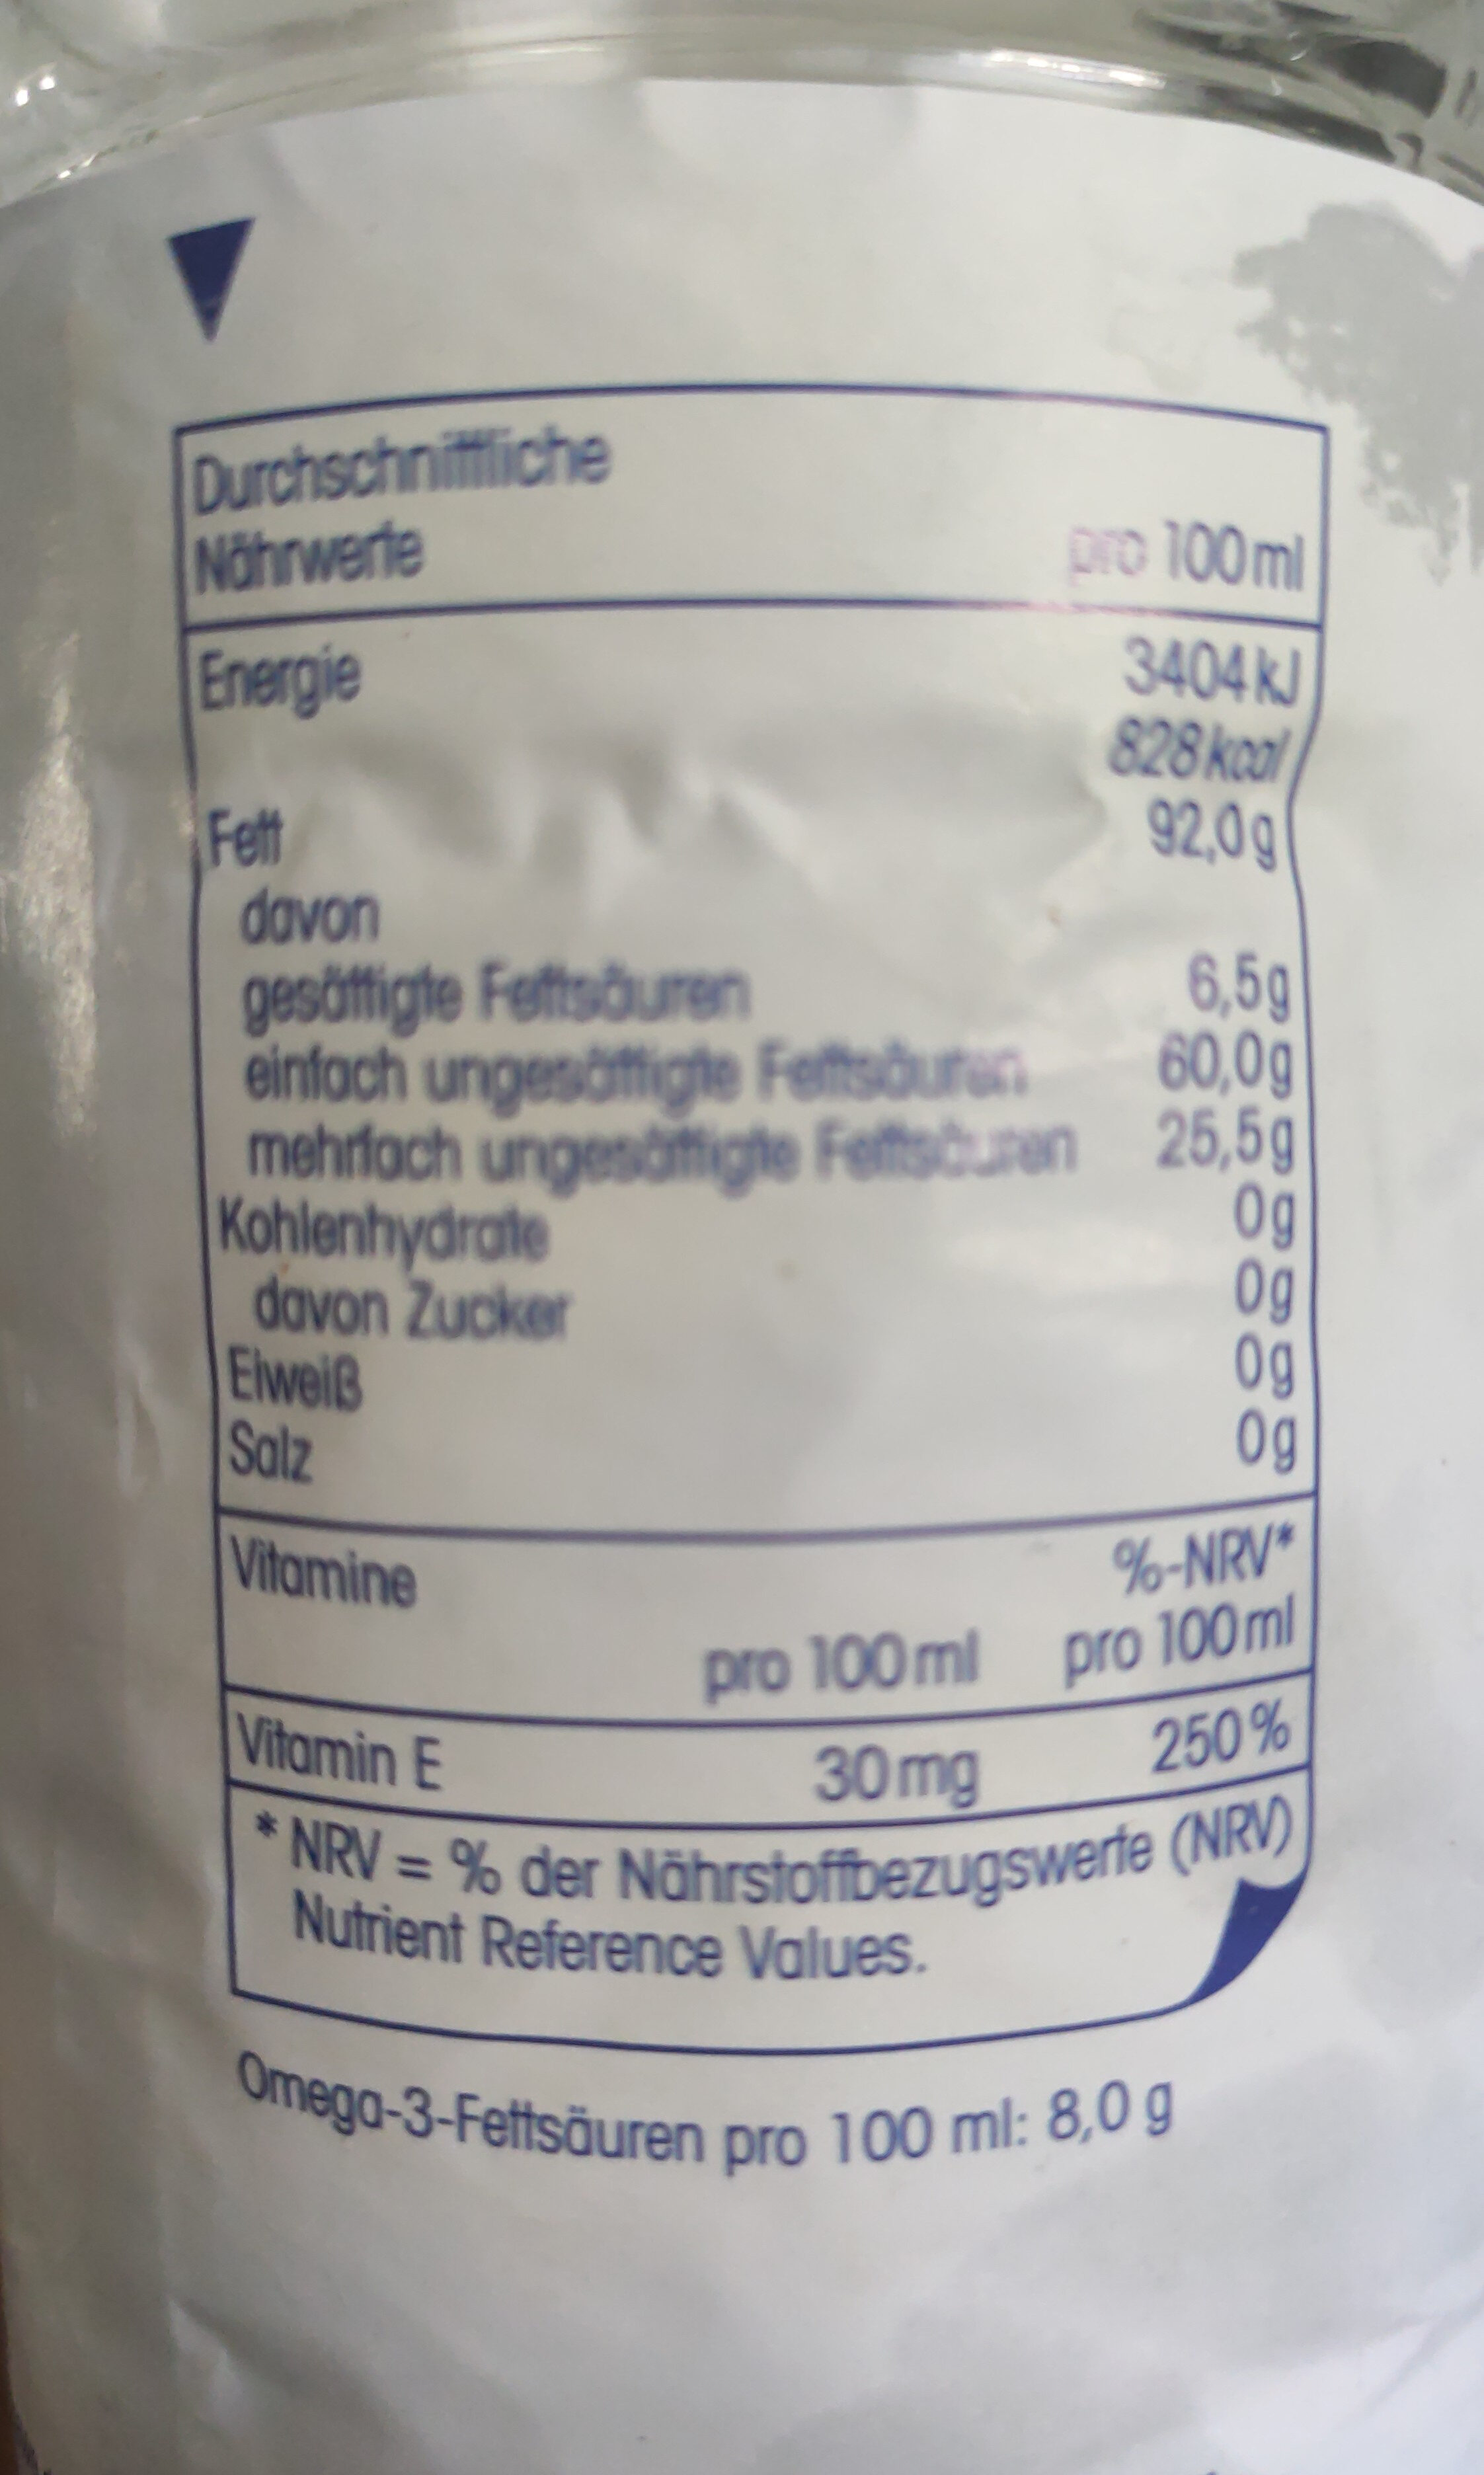 Durchschnittliche
Nährwerte pro 100 ml
Energie 3404 kJ
828 kcal
Fett 92,0 g
davon
gesättigte Fettsäuren 6,5 g
einfach ungesättigte Fettsäuren 60,0 g
mehrfach ungesättigte Fettsäuren 25,5 g
Kohlenhydrate 0 g
davon Zucker 0 g
Eiweiß 0 g
Salz 0 g
Vitamine %-NRV*
pro 100 ml pro 100 ml
Vitamin E 30 mg 250 %
* NRV = % der Nährstoffbezugswerte (NRV)
Nutrient Reference Values.
Omega-3-Fettsäuren pro 100 ml: 8,0 g